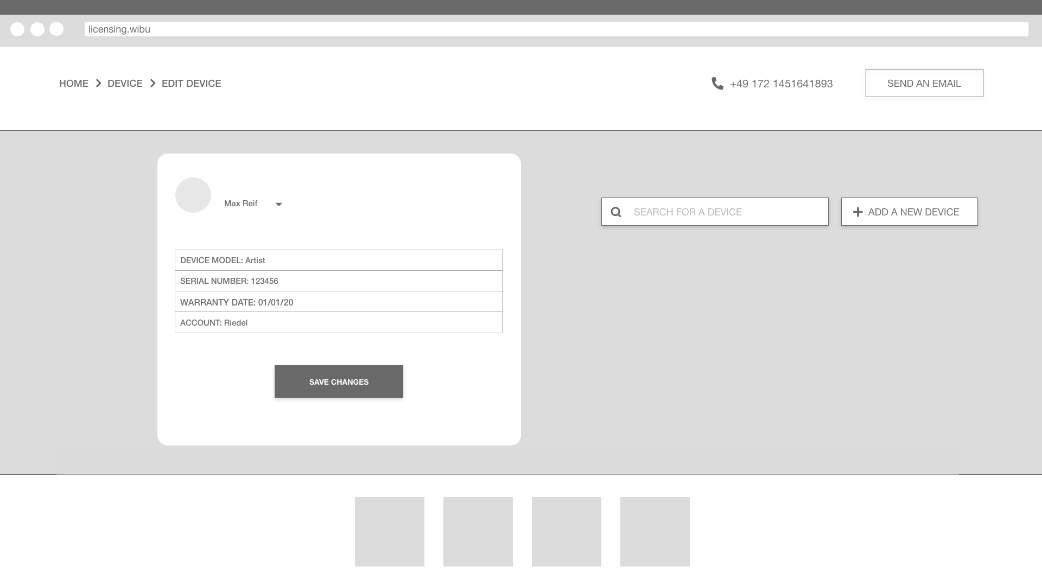 licensing.wibu
HOME > DEVICE > EDIT DEVICE
+49 172 1451641893
SEND AN EMAIL
Max Reif
SEARCH FOR A DEVICE
+ ADD A NEW DEVICE
DEVICE MODEL: Artist
SERIAL NUMBER: 123456
WARRANTY DATE: 01/01/20
ACCOUNT: Riedel
SAVE CHANGES